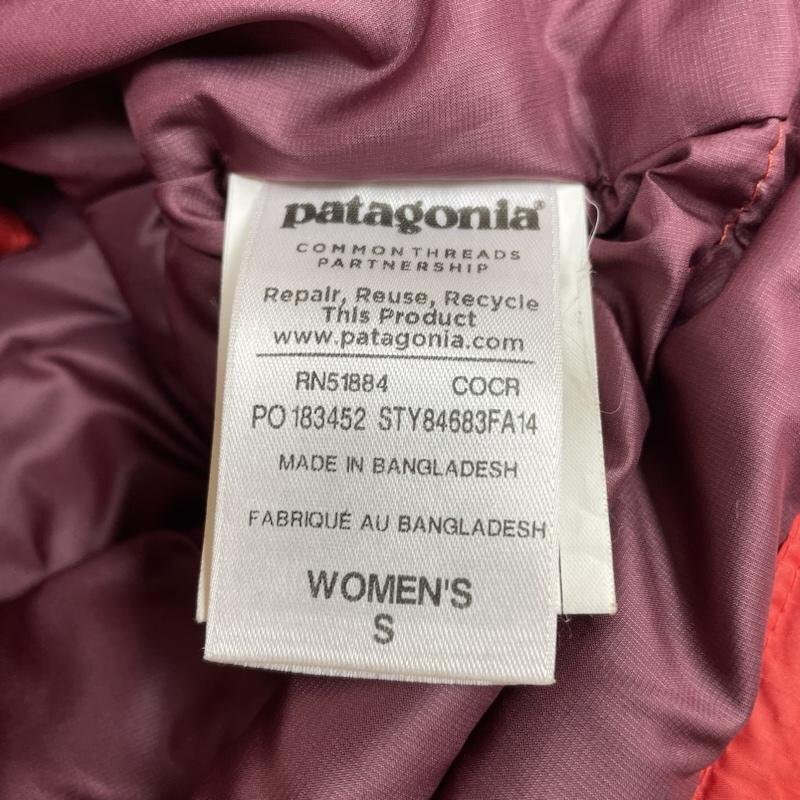 patagonia®
COMMON THREADS
PARTNERSHIP
Repair, Reuse, Recycle
This Product
www.patagonia.com
RN51884 COCR
PO 183452 STY84683FA14
MADE IN BANGLADESH
FABRIQUÉ AU BANGLADESH
WOMEN'S
S